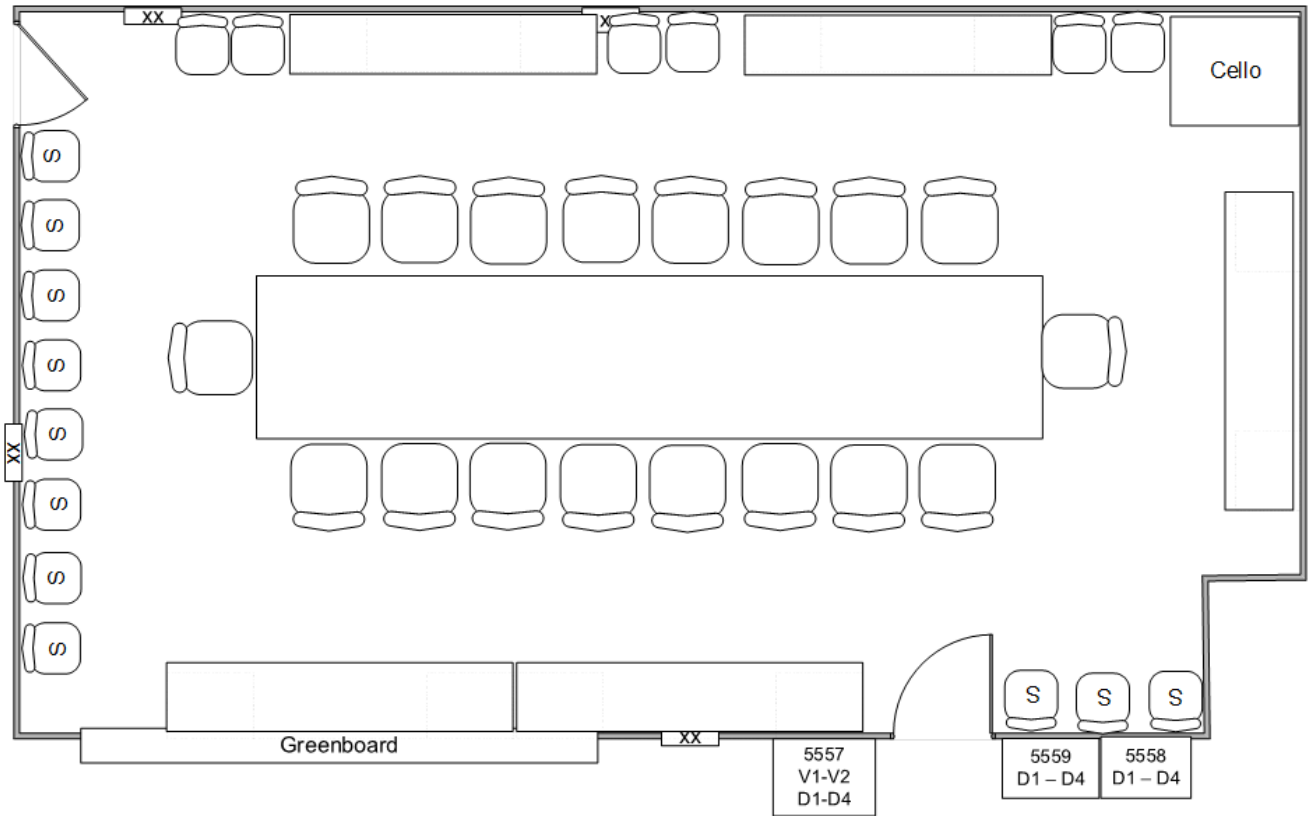 XX
X
Cello
S
S
S
S
S
XX
S
S
S
S
S
S
Greenboard
XX
5557
V1-V2
D1-D4
5559
D1 – D4
5558
D1 – D4